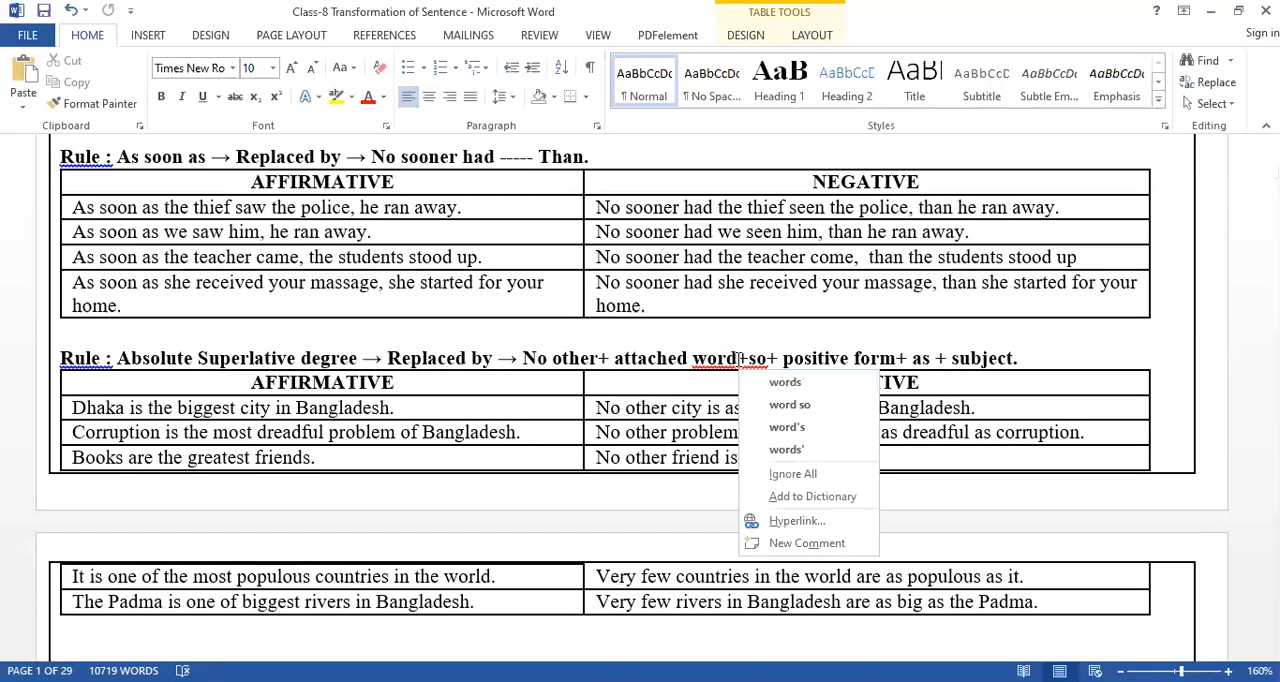 Class-8 Transformation of Sentence - Microsoft Word
TABLE TOOLS
FILE HOME INSERT DESIGN PAGE LAYOUT REFERENCES MAILINGS REVIEW VIEW PDFelement DESIGN LAYOUT Sign in
Paste
Cut
Copy
Format Painter
Times New Ro 10
AaBbCcDc AaBbCcDc AaB AaBbCcD AaBl AaBbCcD AaBbCcDc AaBbCcDc
¶ Normal ¶ No Spac... Heading 1 Heading 2 Title Subtitle Subtle Em... Emphasis
Find
Replace
Select
Clipboard Font Paragraph Styles Editing
Rule : As soon as → Replaced by → No sooner had ----- Than.
AFFIRMATIVE NEGATIVE
As soon as the thief saw the police, he ran away. No sooner had the thief seen the police, than he ran away.
As soon as we saw him, he ran away. No sooner had we seen him, than he ran away.
As soon as the teacher came, the students stood up. No sooner had the teacher come, than the students stood up
As soon as she received your massage, she started for your No sooner had she received your massage, than she started for your
home. home.
Rule : Absolute Superlative degree → Replaced by → No other+ attached word+so+ positive form+ as + subject.
AFFIRMATIVE TIVE
Dhaka is the biggest city in Bangladesh. No other city is as Bangladesh.
Corruption is the most dreadful problem of Bangladesh. No other problem as dreadful as corruption.
Books are the greatest friends. No other friend is
words
word so
word's
words'
Ignore All
Add to Dictionary
Hyperlink...
New Comment
It is one of the most populous countries in the world. Very few countries in the world are as populous as it.
The Padma is one of biggest rivers in Bangladesh. Very few rivers in Bangladesh are as big as the Padma.
PAGE 1 OF 29 10719 WORDS 160%